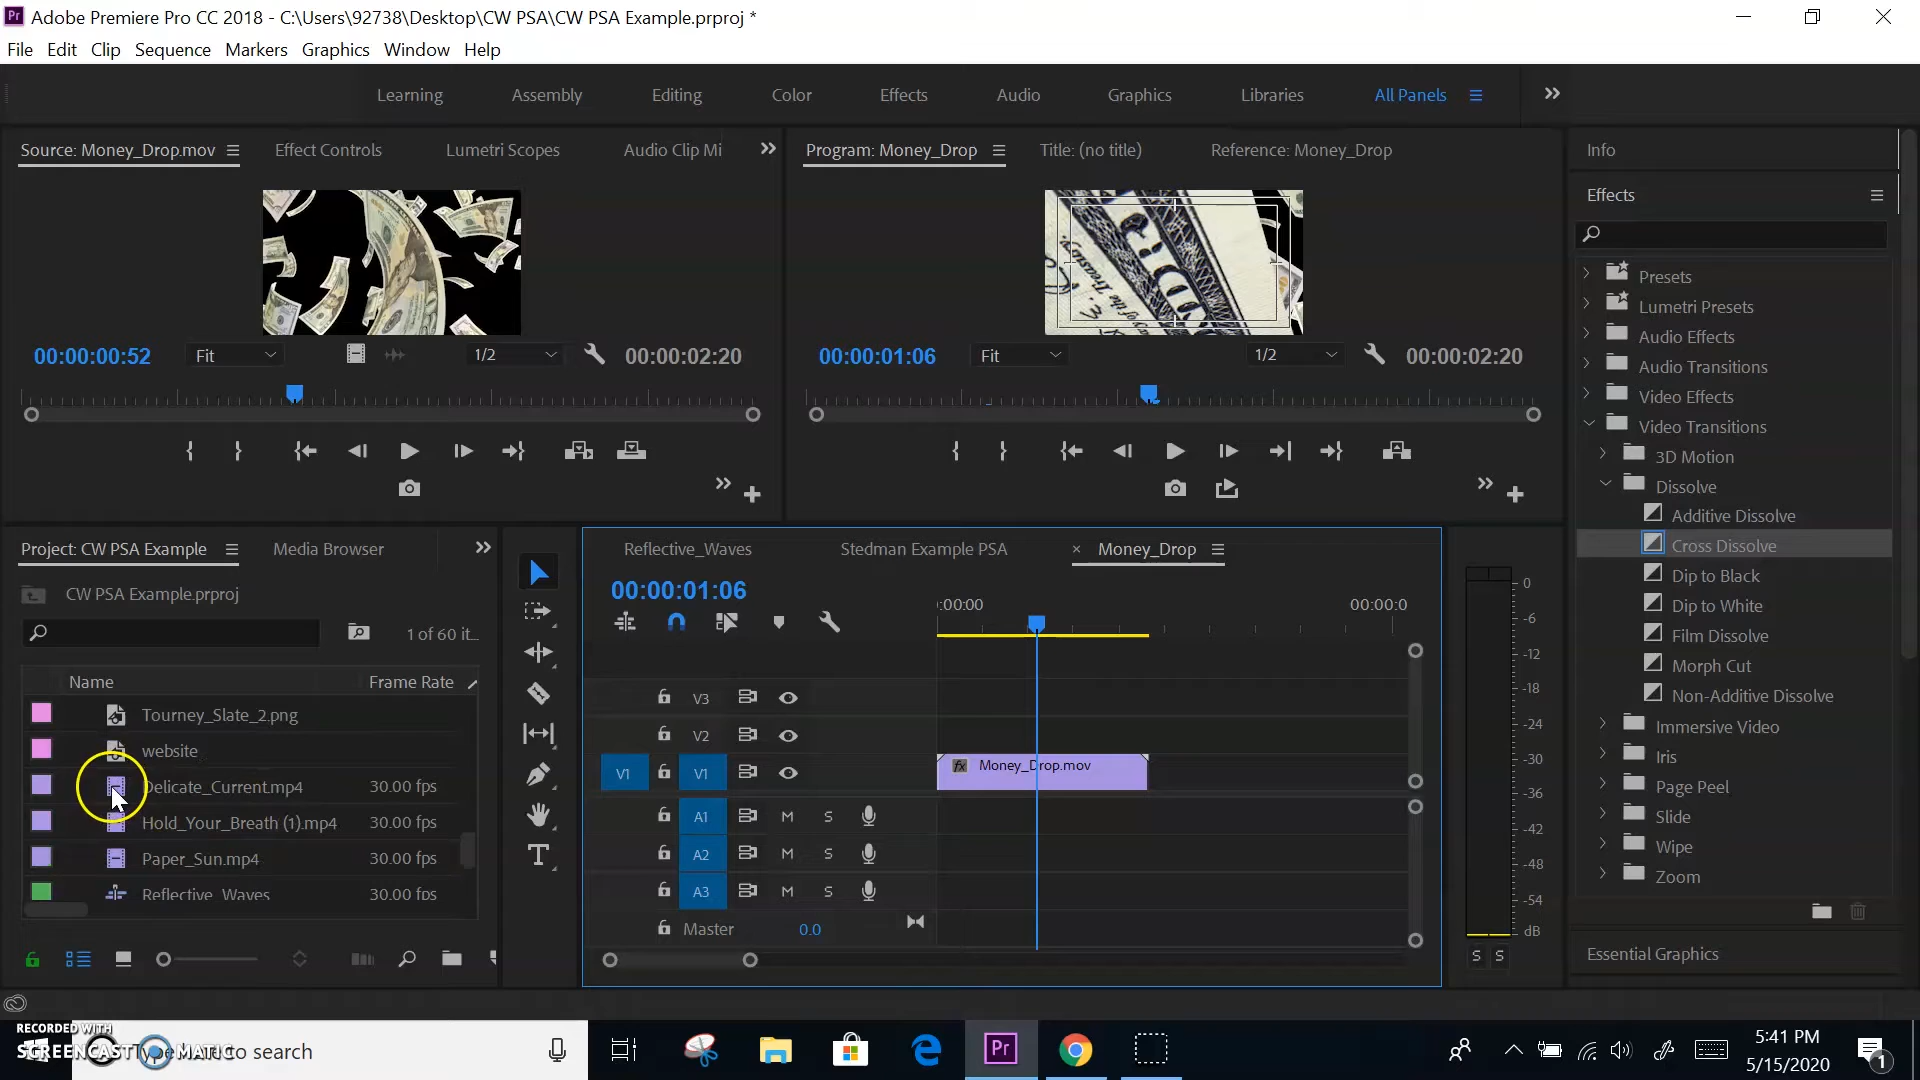 Adobe Premiere Pro CC 2018 - C:\Users\92738\Desktop\CW PSA\CW PSA Example.prproj *
File Edit Clip Sequence Markers Graphics Window Help
Learning Assembly Editing Color Effects Audio Graphics Libraries All Panels
Source: Money_Drop.mov Effect Controls Lumetri Scopes Audio Clip Mi
Program: Money_Drop Title: (no title) Reference: Money_Drop
00:00:00:52 Fit 1/2 00:00:02:20
00:00:01:06 Fit 1/2 00:00:02:20
Info
Effects
Presets
Lumetri Presets
Audio Effects
Audio Transitions
Video Effects
Video Transitions
3D Motion
Dissolve
Additive Dissolve
Cross Dissolve
Dip to Black
Dip to White
Film Dissolve
Morph Cut
Non-Additive Dissolve
Immersive Video
Iris
Page Peel
Slide
Wipe
Zoom
Essential Graphics
Project: CW PSA Example Media Browser
CW PSA Example.prproj
1 of 60 it...
Name Frame Rate
Tourney_Slate_2.png
website
Delicate_Current.mp4 30.00 fps
Hold_Your_Breath (1).mp4 30.00 fps
Paper_Sun.mp4 30.00 fps
Reflective_Waves 30.00 fps
Reflective_Waves Stedman Example PSA × Money_Drop
00:00:01:06
:00:00 00:00:0
V3
V2
V1 V1 fx Money_Drop.mov
A1 M S
A2 M S
A3 M S
Master 0.0
0
-6
-12
-18
-24
-30
-36
-42
-48
-54
dB
S S
RECORDED WITH
SCREENCAST MATIC
Type here to search
Pr
5:41 PM
5/15/2020
1